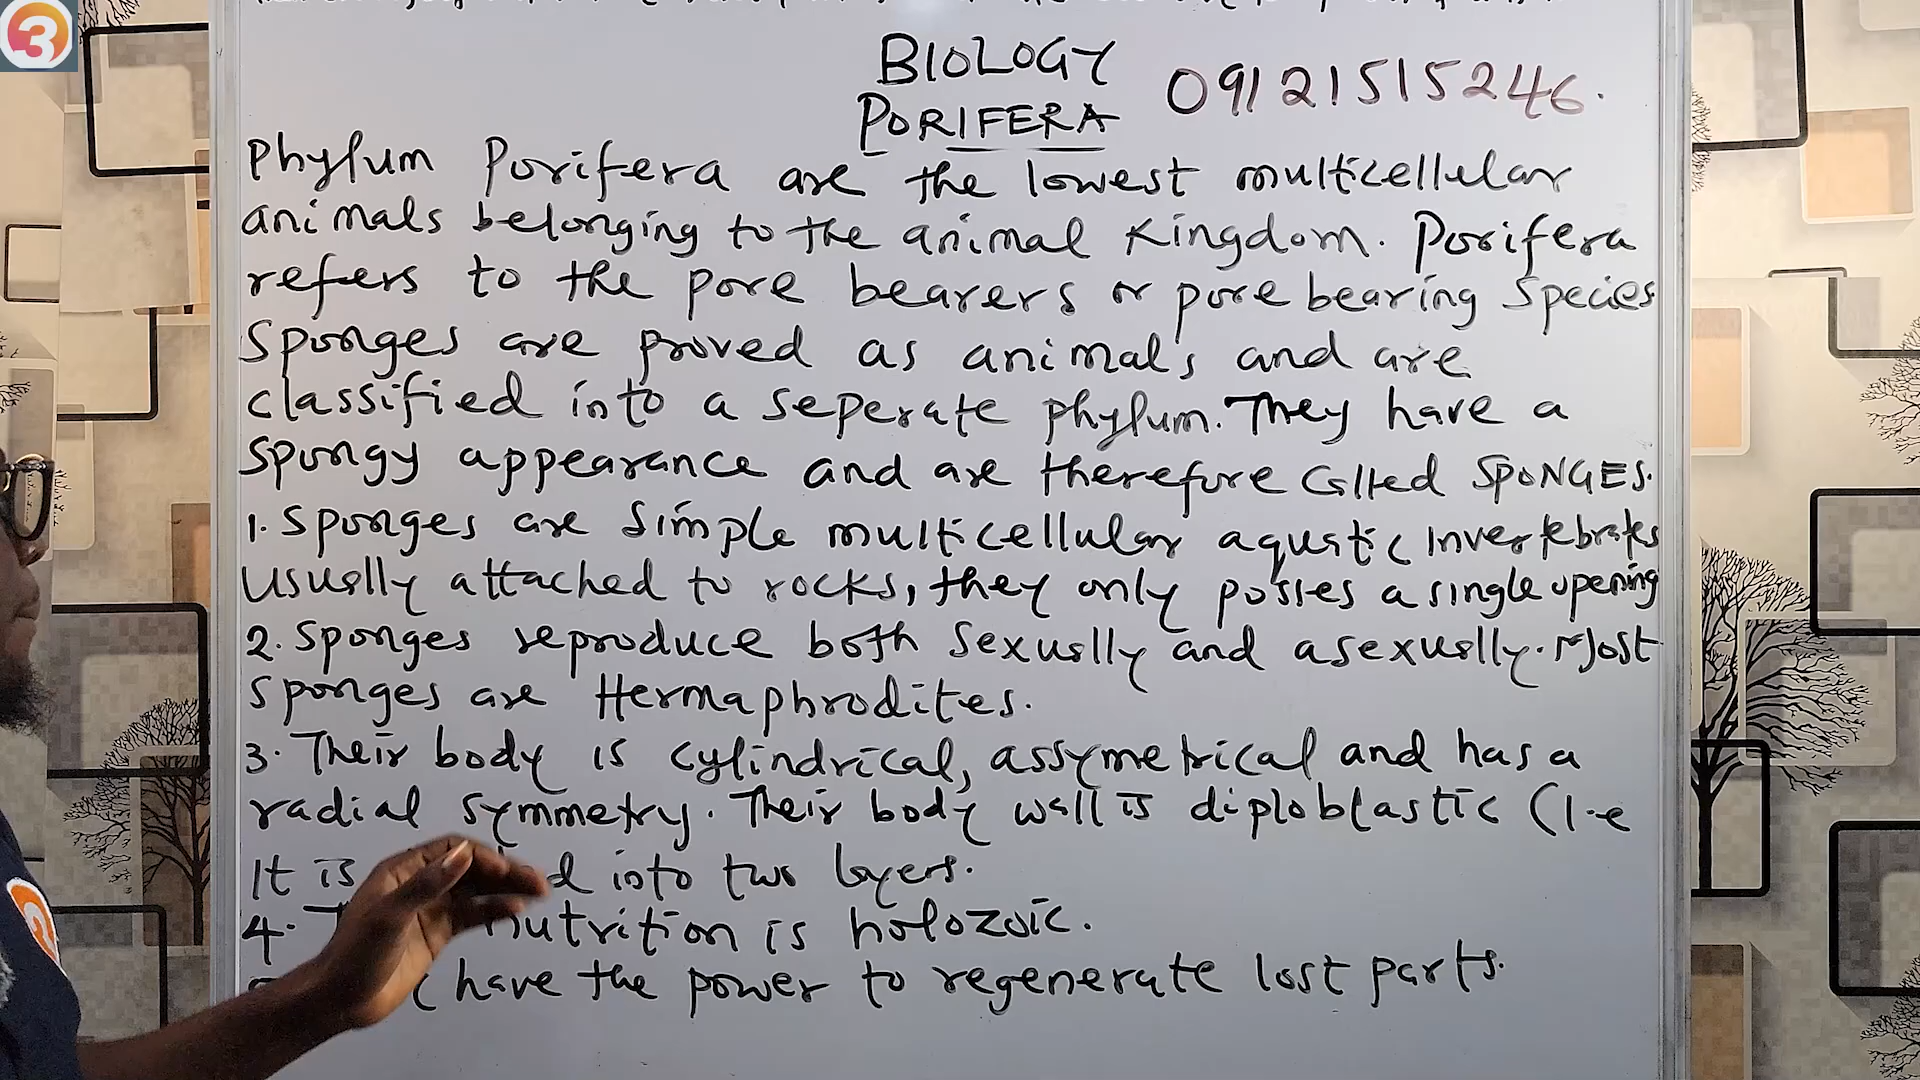 3
BIOLOGY
09121515246.
PORIFERA
Phylum Porifera are the lowest multicellular
animals belonging to the animal kingdom. Porifera
refers to the pore bearers or pore bearing species
Sponges are proved as animals and are
classified into a seperate phylum. They have a
spongy appearance and are therefore called SPONGES.
1. Sponges are simple multicellular aquatic invertebrates
usually attached to rocks, they only posses a single opening
2. Sponges reproduce both sexually and asexually. Most
sponges are Hermaphrodites.
3. Their body is cylindrical, assymetrical and has a
radial symmetry. Their body wall is diploblastic (I.e
It is into two layers.
4. nutrition is holozoic.
have the power to regenerate lost parts.
3